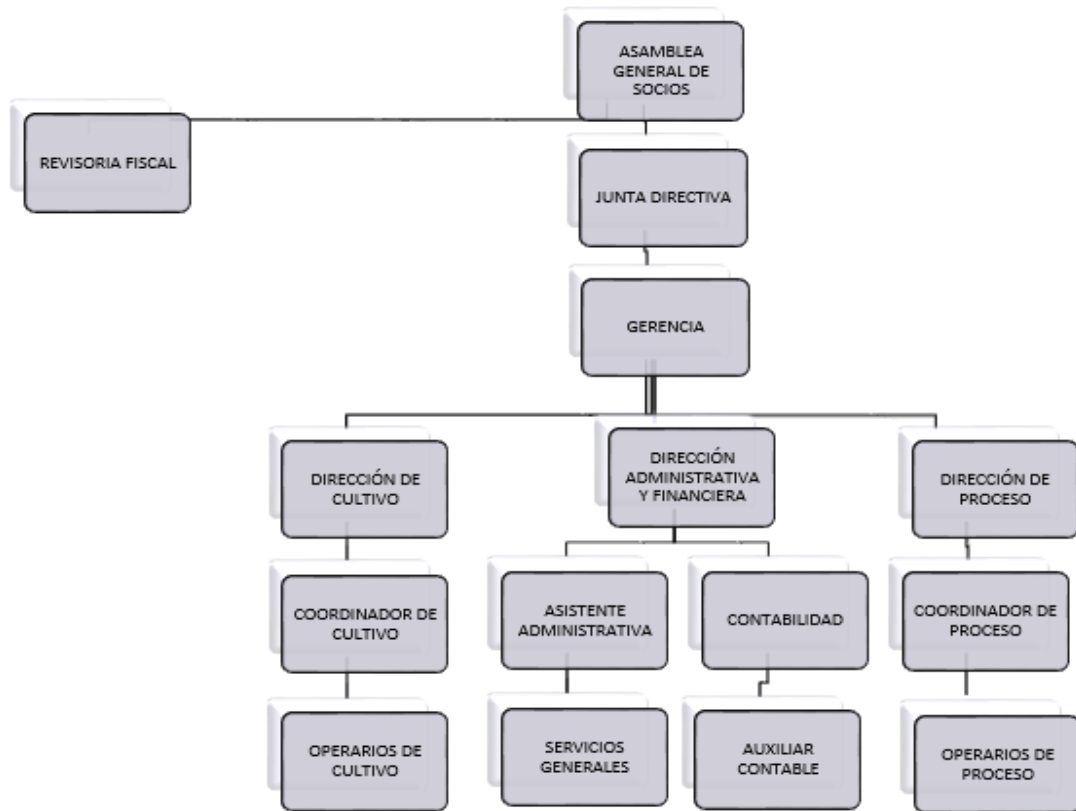 ASAMBLEA
GENERAL DE
SOCIOS
REVISORIA FISCAL
JUNTA DIRECTIVA
GERENCIA
DIRECCIÓN DE
CULTIVO
DIRECCIÓN
ADMINISTRATIVA
Y FINANCIERA
DIRECCIÓN DE
PROCESO
COORDINADOR DE
CULTIVO
ASISTENTE
ADMINISTRATIVA
CONTABILIDAD
COORDINADOR DE
PROCESO
OPERARIOS DE
CULTIVO
SERVICIOS
GENERALES
AUXILIAR
CONTABLE
OPERARIOS DE
PROCESO